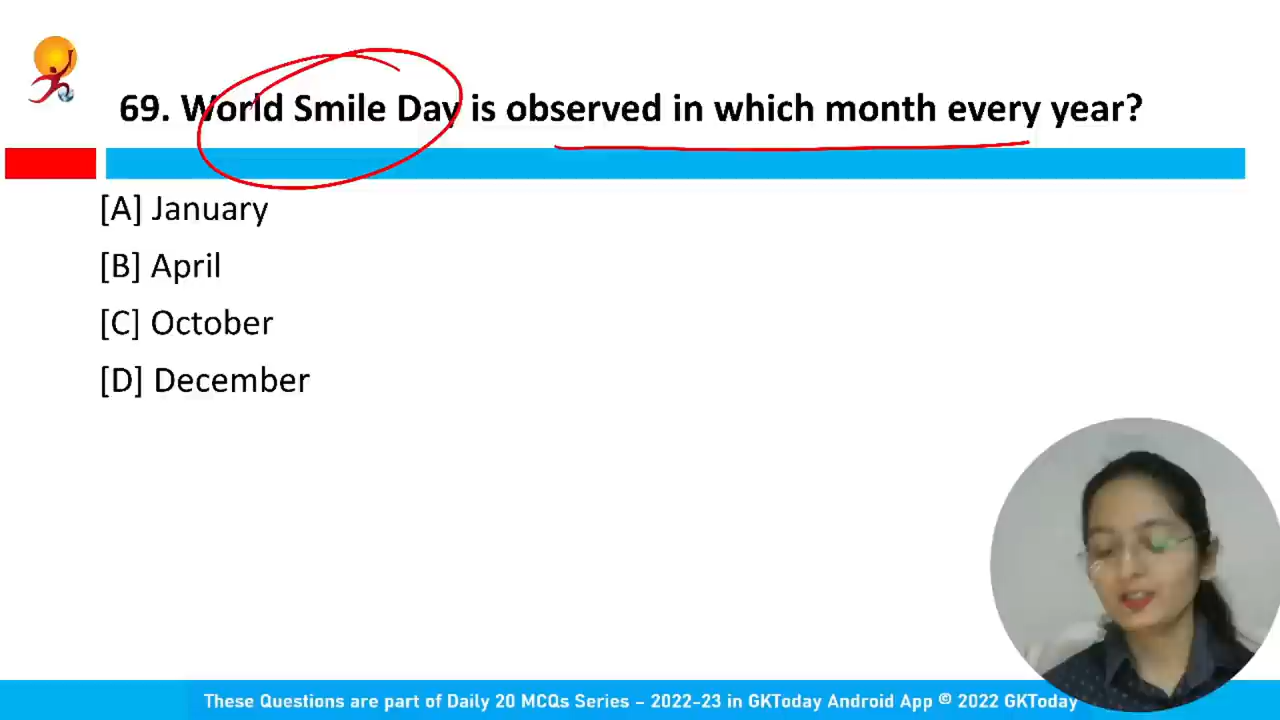 69. World Smile Day is observed in which month every year?
[A] January
[B] April
[C] October
[D] December
These Questions are part of Daily 20 MCQs Series – 2022-23 in GKToday Android App © 2022 GKToday